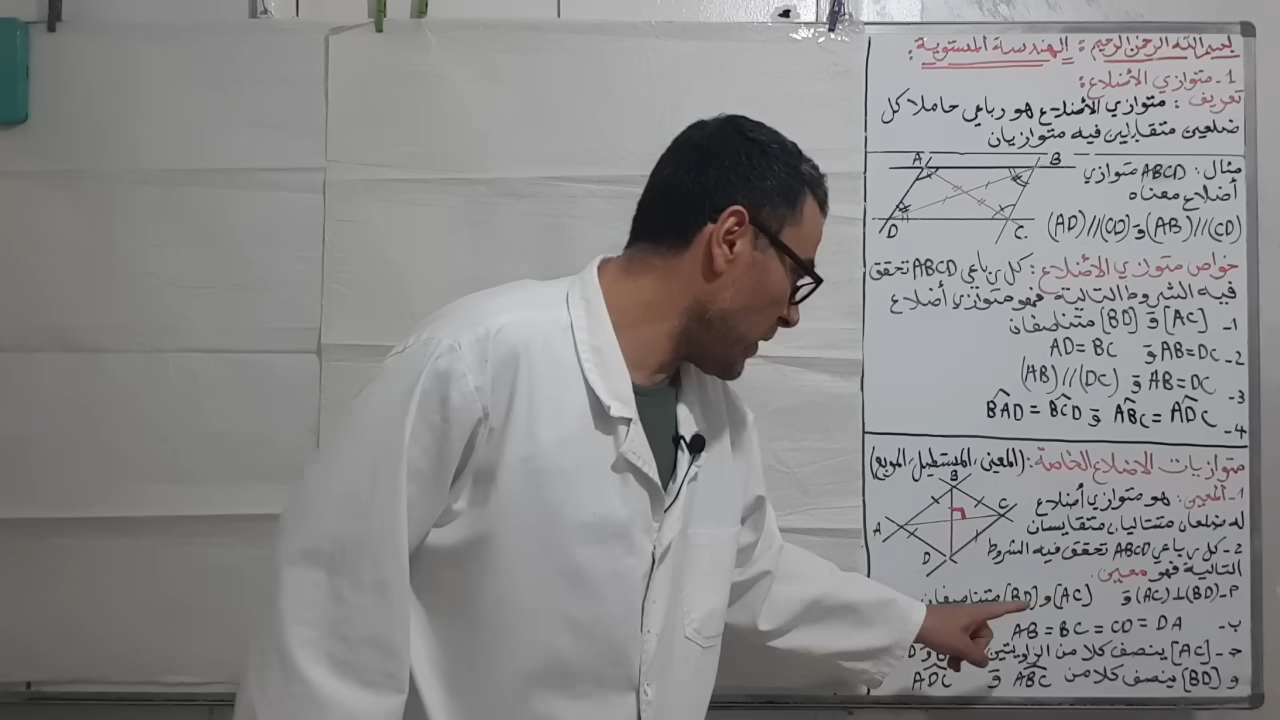 بسم الله الرحمن الرحيم : الهندسة المستوية :
1 - متوازي الأضلاع :
تعريف : متوازي الأضلاع هو رباعي حاملا كل
ضلعين متقابلين فيه متوازيان
مثال : ABCD متوازي
أضلاع معناه
(AD)//(CD) و (AB)//(CD)
A B
D C
خواص متوازي الأضلاع : كل رباعي ABCD تحقق
فيه الشروط التالية فهو متوازي أضلاع
1- [AC] و [BD] متناصفان
2- AB = DC و AD = BC
3- AB = DC و (AB)//(DC)
4- ABC = ADC و BAD = BCD
متوازيات الأضلاع الخاصة : (المعين، المستطيل، المربع)
1 - المعين : هو متوازي أضلاع
له ضلعان متتاليان متقايسان
B
A C
D
2 - كل رباعي ABCD تحقق فيه الشروط
التالية فهو معين
P- (AC)⊥(BD) و [AC] و [BD] متناصفان
ب- AB = BC = CD = DA
ج- [AC] ينصف كلا من الزاويتين
و [BD] ينصف كلا من ABC و ADC